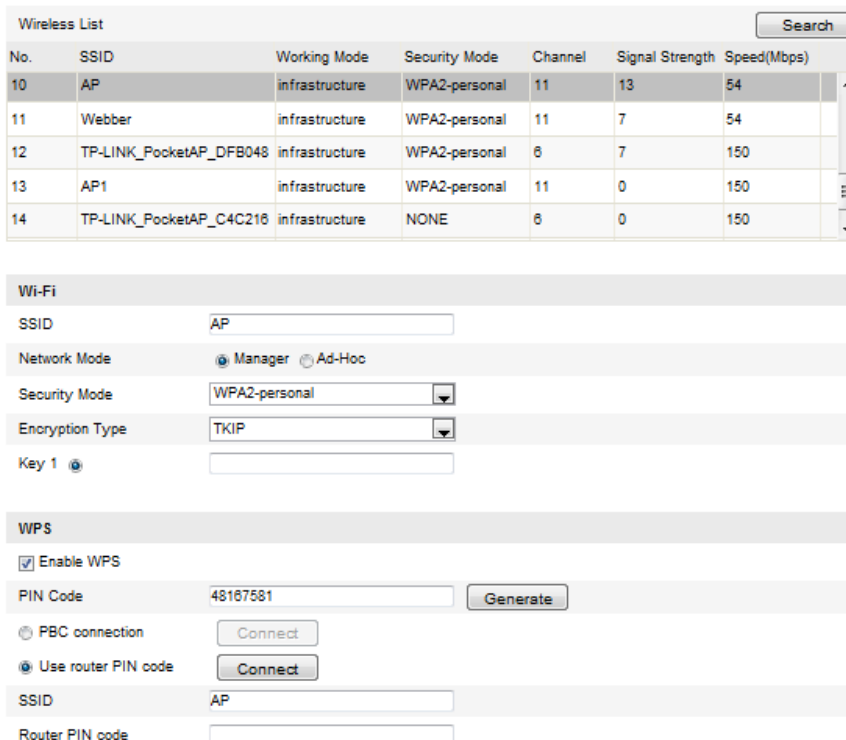 Wireless List Search
No. SSID Working Mode Security Mode Channel Signal Strength Speed(Mbps)
10 AP infrastructure WPA2-personal 11 13 54
11 Webber infrastructure WPA2-personal 11 7 54
12 TP-LINK_PocketAP_DFB048 infrastructure WPA2-personal 6 7 150
13 AP1 infrastructure WPA2-personal 11 0 150
14 TP-LINK_PocketAP_C4C216 infrastructure NONE 6 0 150
Wi-Fi
SSID AP
Network Mode Manager Ad-Hoc
Security Mode WPA2-personal
Encryption Type TKIP
Key 1
WPS
Enable WPS
PIN Code 48167581 Generate
PBC connection Connect
Use router PIN code Connect
SSID AP
Router PIN code